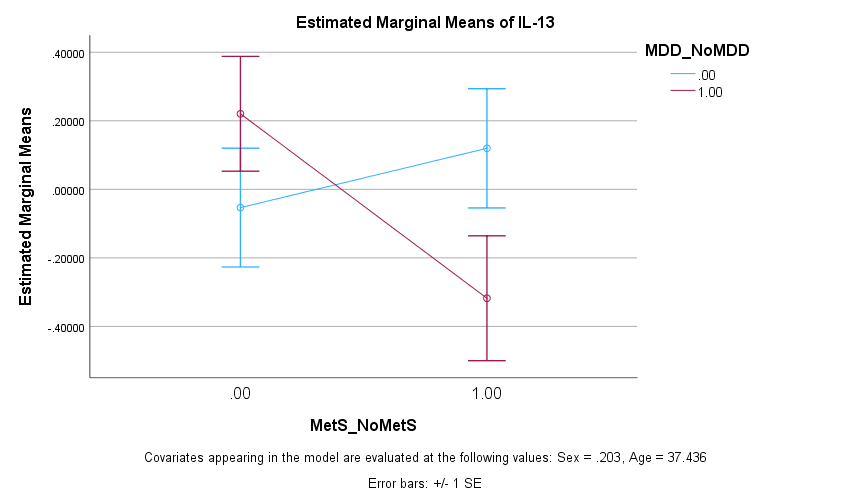 Estimated Marginal Means of IL-13
Estimated Marginal Means
.40000
.20000
.00000
-.20000
-.40000
.00
1.00
MetS_NoMetS
MDD_NoMDD
.00
1.00
Covariates appearing in the model are evaluated at the following values: Sex = .203, Age = 37.436
Error bars: +/- 1 SE